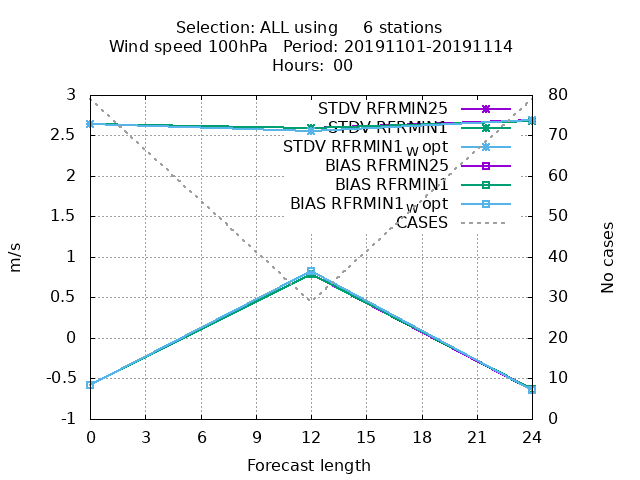 Selection: ALL using 6 stations
Wind speed 100hPa Period: 20191101-20191114
Hours: 00
STDV RFRMIN25
STDV RFRMIN1
STDV RFRMIN1_w opt
BIAS RFRMIN25
BIAS RFRMIN1
BIAS RFRMIN1_w opt
CASES
3
2.5
2
1.5
1
0.5
0
-0.5
-1
m/s
80
70
60
50
40
30
20
10
0
No cases
0 3 6 9 12 15 18 21 24
Forecast length